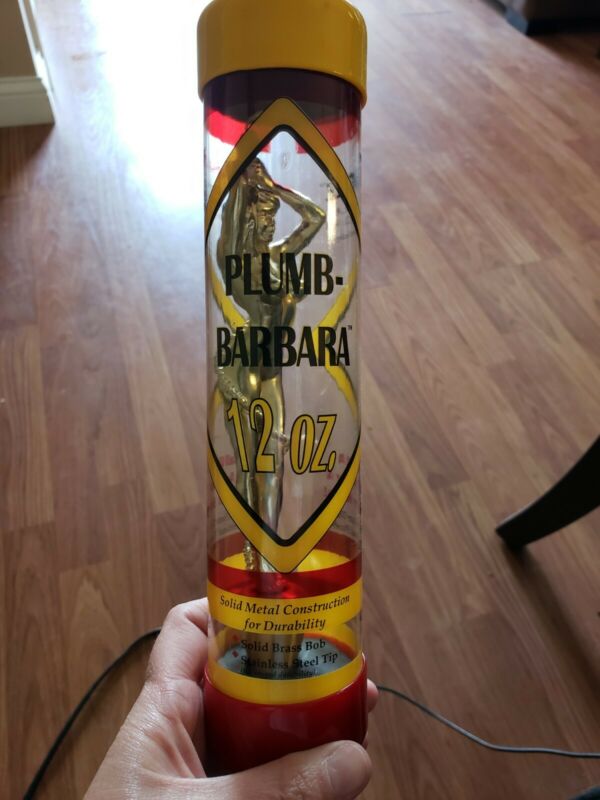 PLUMB-
BARBARA™
12 OZ.
Solid Metal Construction
for Durability
• Solid Brass Bob
• Stainless Steel Tip